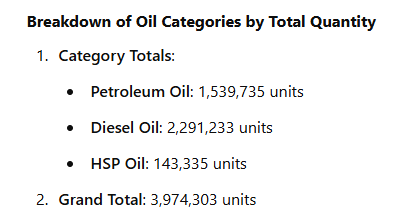 Breakdown of Oil Categories by Total Quantity
1. Category Totals:
• Petroleum Oil: 1,539,735 units
• Diesel Oil: 2,291,233 units
• HSP Oil: 143,335 units
2. Grand Total: 3,974,303 units